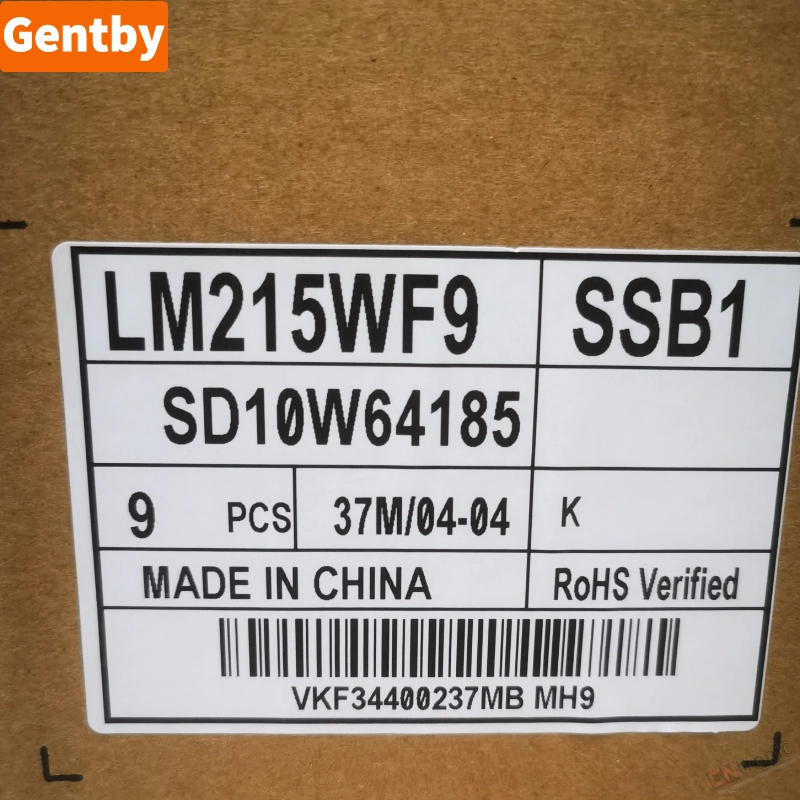 Gentby
LM215WF9 SSB1
SD10W64185
9 PCS 37M/04-04 K
MADE IN CHINA RoHS Verified
VKF34400237MB MH9